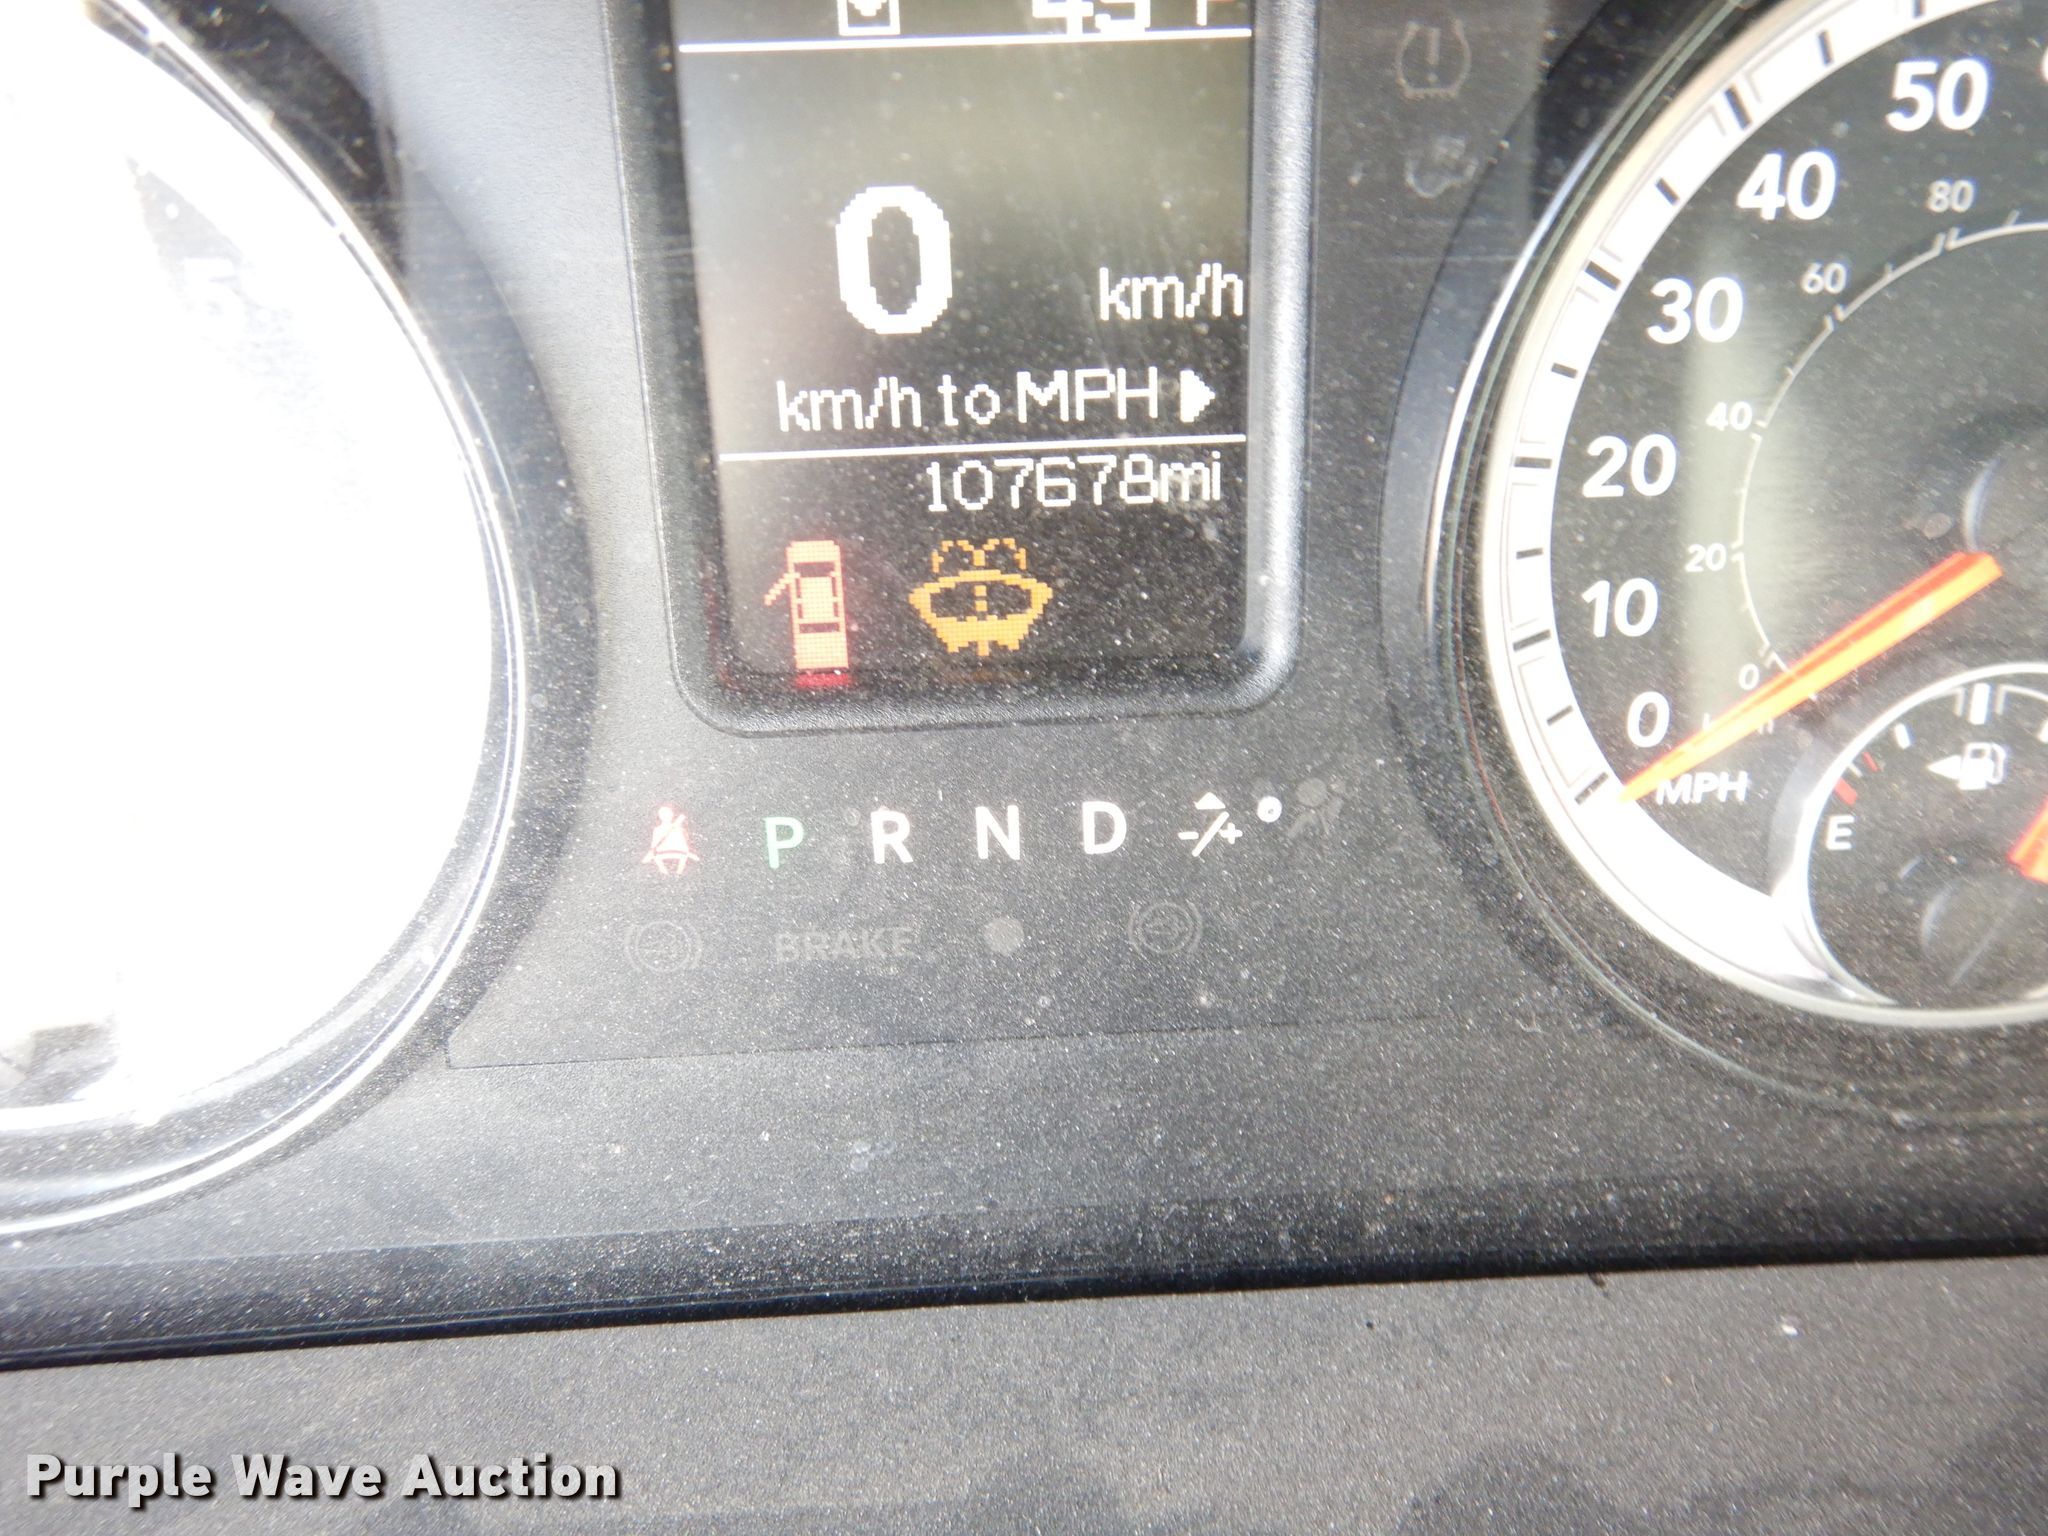 0 km/h
km/h to MPH
107678mi
P R N D -/+
BRAKE
50
40
30
20
10
0
MPH
80
60
40
20
0
E
Purple Wave Auction